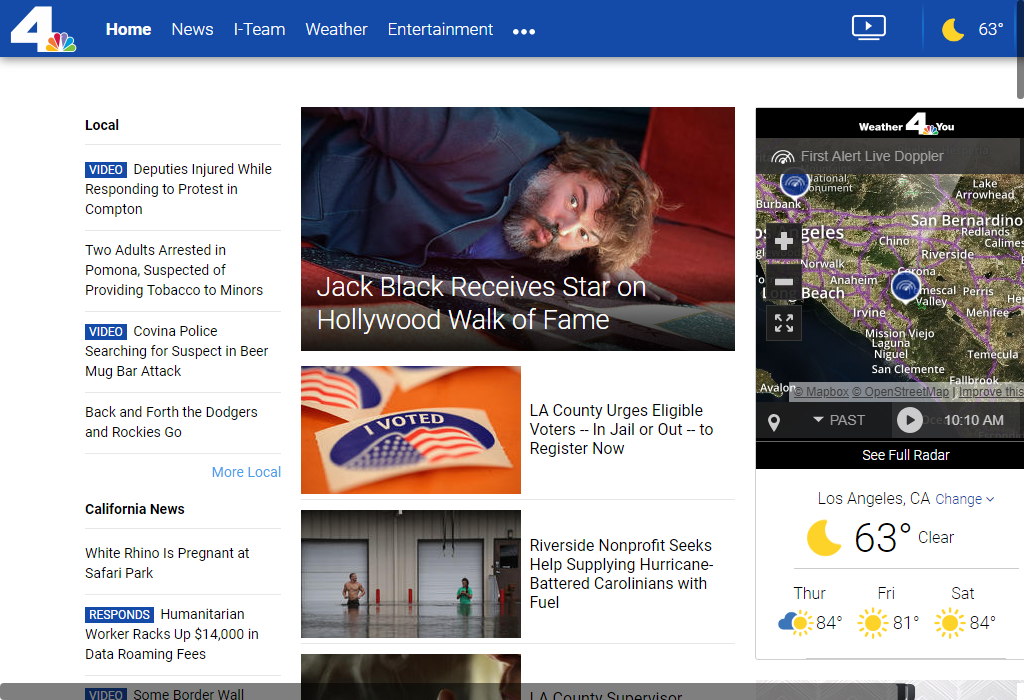 4
Home
News
I-Team
Weather
Entertainment
63°
Local
VIDEO Deputies Injured While
Responding to Protest in
Compton
Two Adults Arrested in
Pomona, Suspected of
Providing Tobacco to Minors
VIDEO Covina Police
Searching for Suspect in Beer
Mug Bar Attack
Back and Forth the Dodgers
and Rockies Go
More Local
California News
White Rhino Is Pregnant at
Safari Park
RESPONDS Humanitarian
Worker Racks Up $14,000 in
Data Roaming Fees
VIDEO Some Border Wall
Jack Black Receives Star on
Hollywood Walk of Fame
I VOTED
LA County Urges Eligible
Voters -- In Jail or Out -- to
Register Now
Riverside Nonprofit Seeks
Help Supplying Hurricane-
Battered Carolinians with
Fuel
LA County Supervisor
Weather 4 You
First Alert Live Doppler
National
Lake
Arrowhead
Burbank
San Bernardino
geles
Redlands
Chino
Calimes
Riverside
Norwalk
Corona
Anaheim
Long Beach
mescal
Valley
Perris
Irvine
Menifee
Mission Viejo
Laguna
Niguel
Temecula
San Clemente
Fallbrook
Avalon
© Mapbox © OpenStreetMap | Improve this
PAST
10:10 AM
See Full Radar
Los Angeles, CA Change
63° Clear
Thur
Fri
Sat
84°
81°
84°